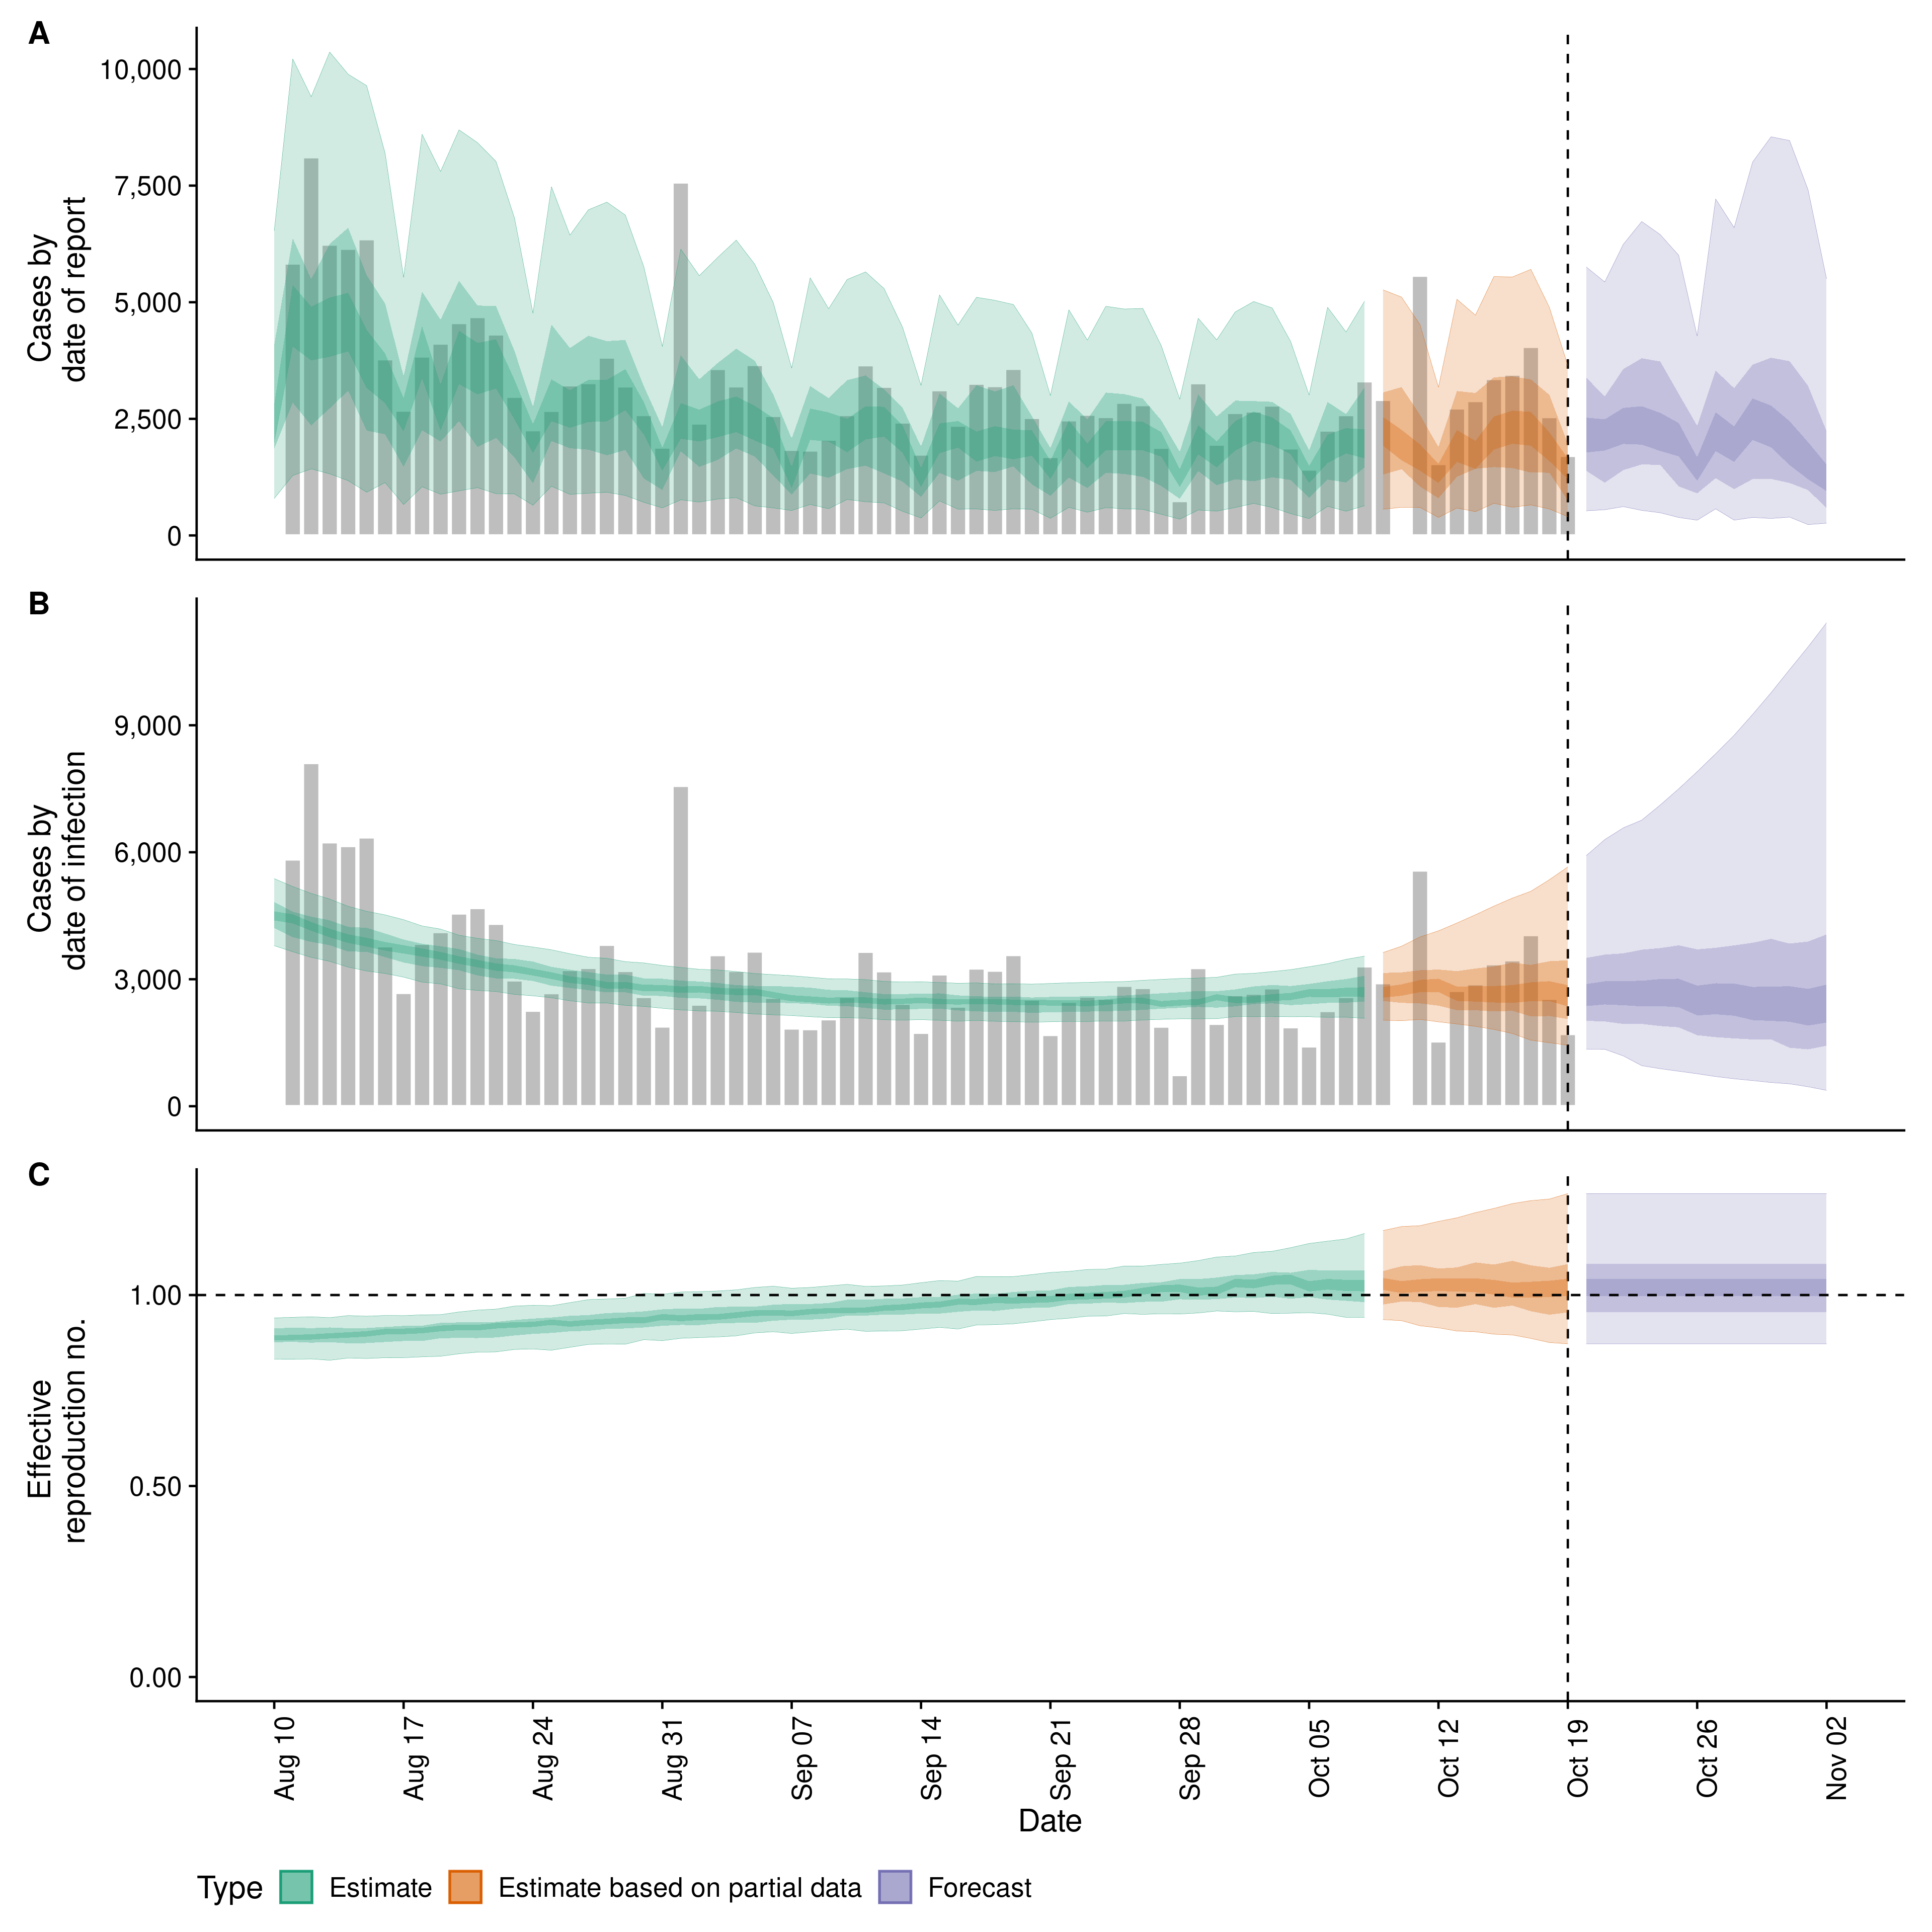 A
Cases by
date of report
10,000
7,500
5,000
2,500
0
B
Cases by
date of infection
9,000
6,000
3,000
0
C
Effective
reproduction no.
1.00
0.50
0.00
Aug 10
Aug 17
Aug 24
Aug 31
Sep 07
Sep 14
Sep 21
Sep 28
Oct 05
Oct 12
Oct 19
Oct 26
Nov 02
Date
Type Estimate Estimate based on partial data Forecast